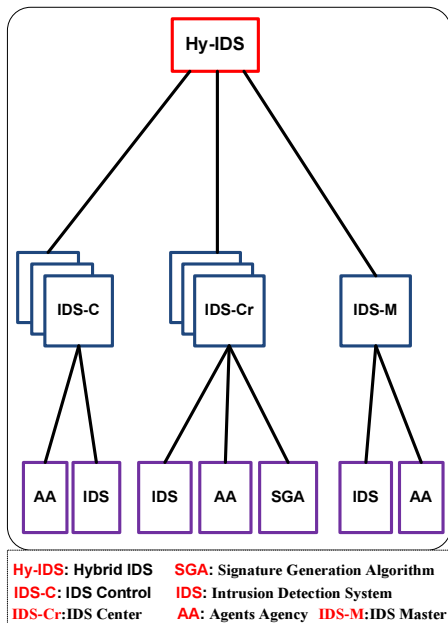 Hy-IDS
IDS-C IDS-Cr IDS-M
AA IDS IDS AA SGA IDS AA
Hy-IDS: Hybrid IDS SGA: Signature Generation Algorithm
IDS-C: IDS Control IDS: Intrusion Detection System
IDS-Cr:IDS Center AA: Agents Agency IDS-M:IDS Master